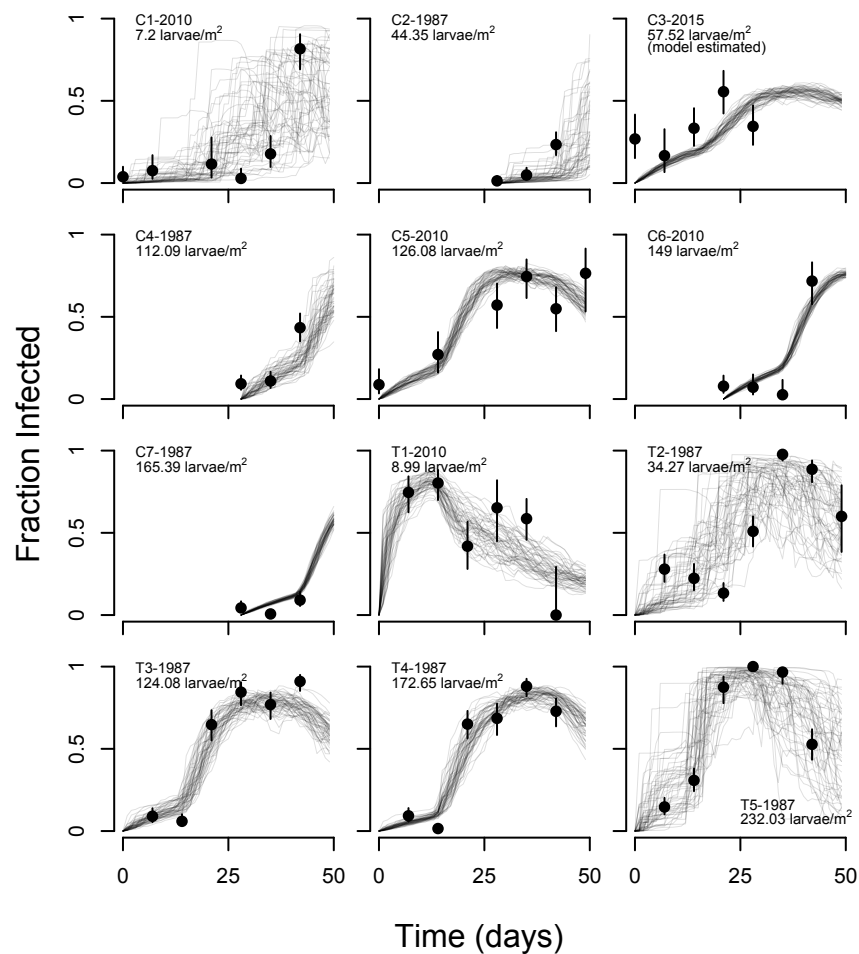 C1-2010
7.2 larvae/m²
C2-1987
44.35 larvae/m²
C3-2015
57.52 larvae/m²
(model estimated)
1
0.5
0
C4-1987
112.09 larvae/m²
C5-2010
126.08 larvae/m²
C6-2010
149 larvae/m²
1
0.5
0
C7-1987
165.39 larvae/m²
T1-2010
8.99 larvae/m²
T2-1987
34.27 larvae/m²
1
0.5
0
T3-1987
124.08 larvae/m²
T4-1987
172.65 larvae/m²
T5-1987
232.03 larvae/m²
1
0.5
0
0 25 50
0 25 50
0 25 50
Fraction Infected
Time (days)